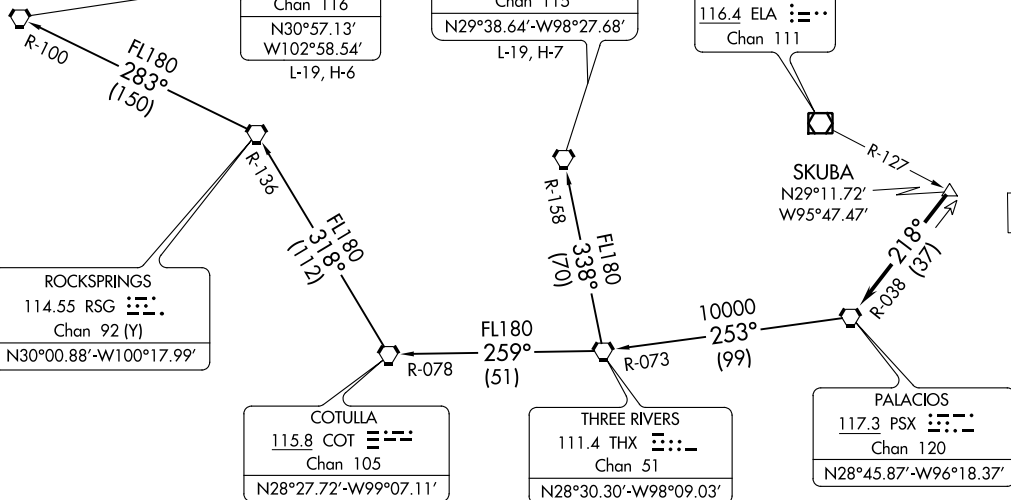 Chan 116
N30°57.13'
W102°58.54'
L-19, H-6
Chan 115
N29°38.64'-W98°27.68'
L-19, H-7
116.4 ELA
Chan 111
R-100
FL180
283°
(150)
R-136
FL180
318°
(112)
R-158
FL180
338°
(70)
R-127
SKUBA
N29°11.72'
W95°47.47'
218°
(37)
R-038
10000
253°
(99)
R-073
FL180
259°
(51)
R-078
ROCKSPRINGS
114.55 RSG
Chan 92 (Y)
N30°00.88'-W100°17.99'
COTULLA
115.8 COT
Chan 105
N28°27.72'-W99°07.11'
THREE RIVERS
111.4 THX
Chan 51
N28°30.30'-W98°09.03'
PALACIOS
117.3 PSX
Chan 120
N28°45.87'-W96°18.37'